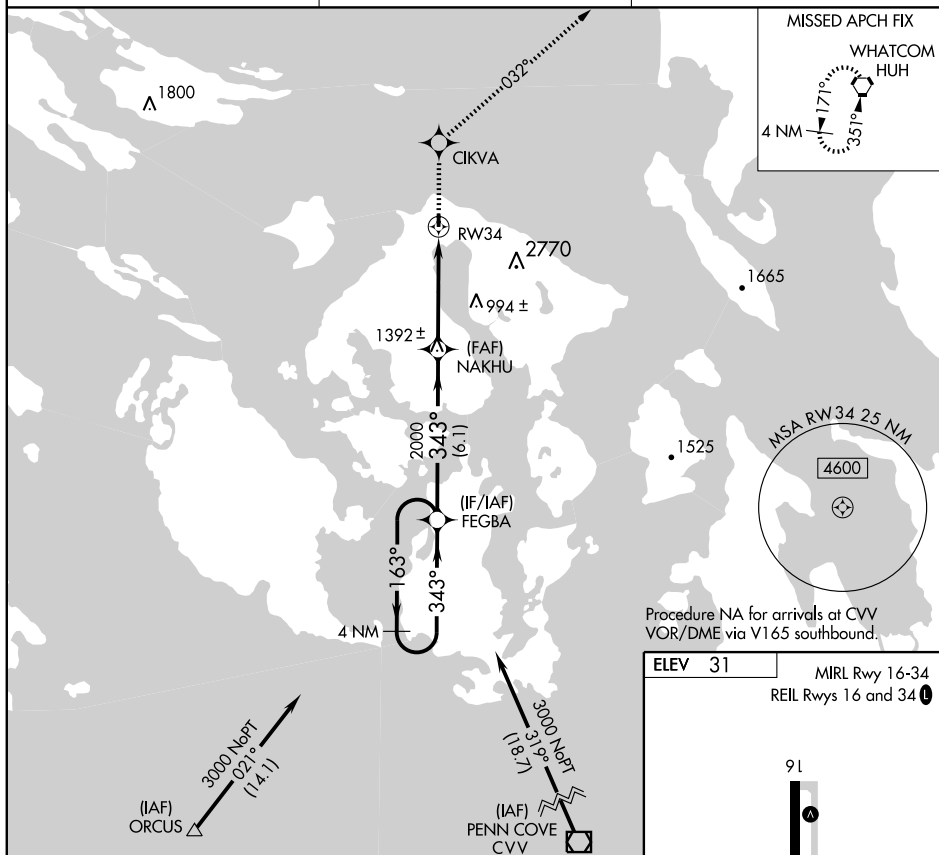 MISSED APCH FIX
WHATCOM
HUH
171°
351°
4 NM
1800
032°
CIKVA
RW34
2770
994 ±
1665
1392 ±
(FAF)
NAKHU
2000
343°
(6.1)
1525
MSA RW34 25 NM
4600
(IF/IAF)
FEGBA
163°
343°
4 NM
Procedure NA for arrivals at CVV
VOR/DME via V165 southbound.
3000 NoPT
021°
(14.1)
(IAF)
ORCUS
3000 NoPT
319°
(18.7)
(IAF)
PENN COVE
CVV
ELEV 31
MIRL Rwy 16-34
REIL Rwys 16 and 34 L
16
A